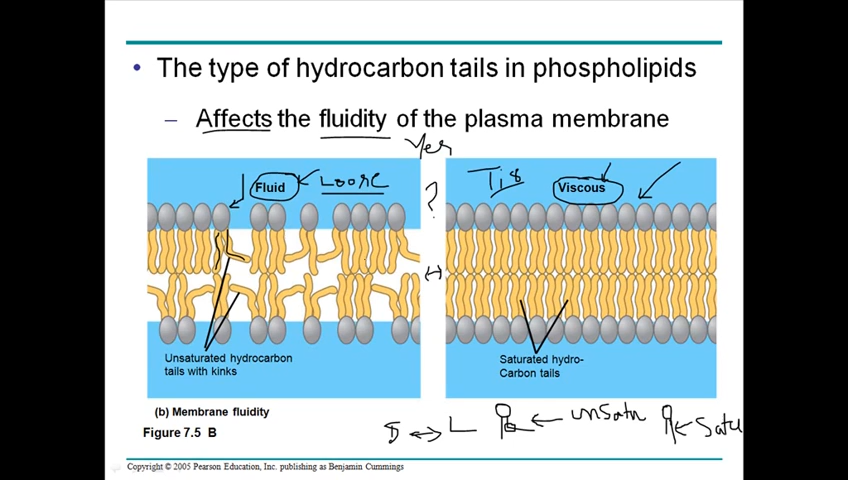 • The type of hydrocarbon tails in phospholipids
– Affects the fluidity of the plasma membrane
Yes
Fluid
Loose
?
Viscous
Unsaturated hydrocarbon
tails with kinks
Saturated hydro-
Carbon tails
(b) Membrane fluidity
Figure 7.5 B
L
Copyright © 2005 Pearson Education, Inc. publishing as Benjamin Cummings